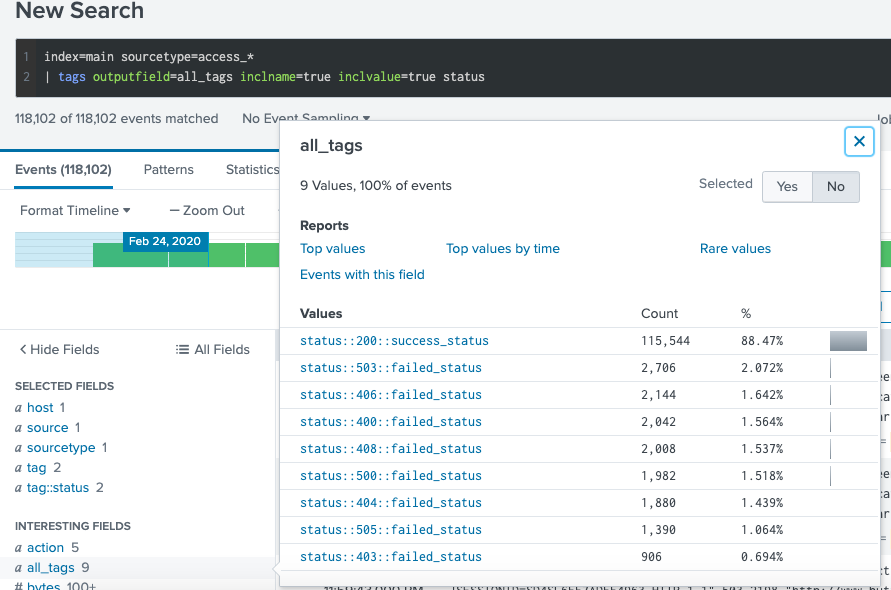 New Search
1 index=main sourcetype=access_*
2 | tags outputfield=all_tags inclname=true inclvalue=true status
118,102 of 118,102 events matched No Event Sampling
Events (118,102) Patterns Statistics
Format Timeline — Zoom Out
Feb 24, 2020
< Hide Fields All Fields
SELECTED FIELDS
a host 1
a source 1
a sourcetype 1
a tag 2
a tag::status 2
INTERESTING FIELDS
a action 5
a all_tags 9
# bytes 100+
all_tags
9 Values, 100% of events Selected Yes No
Reports
Top values Top values by time Rare values
Events with this field
Values Count %
status::200::success_status 115,544 88.47%
status::503::failed_status 2,706 2.072%
status::406::failed_status 2,144 1.642%
status::400::failed_status 2,042 1.564%
status::408::failed_status 2,008 1.537%
status::500::failed_status 1,982 1.518%
status::404::failed_status 1,880 1.439%
status::505::failed_status 1,390 1.064%
status::403::failed_status 906 0.694%